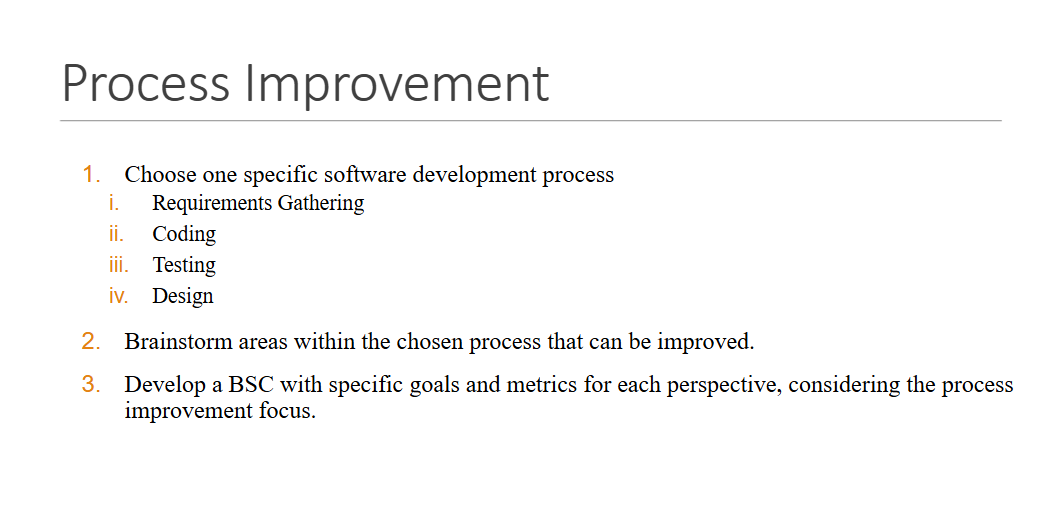 Process Improvement
1. Choose one specific software development process
i. Requirements Gathering
ii. Coding
iii. Testing
iv. Design
2. Brainstorm areas within the chosen process that can be improved.
3. Develop a BSC with specific goals and metrics for each perspective, considering the process
improvement focus.